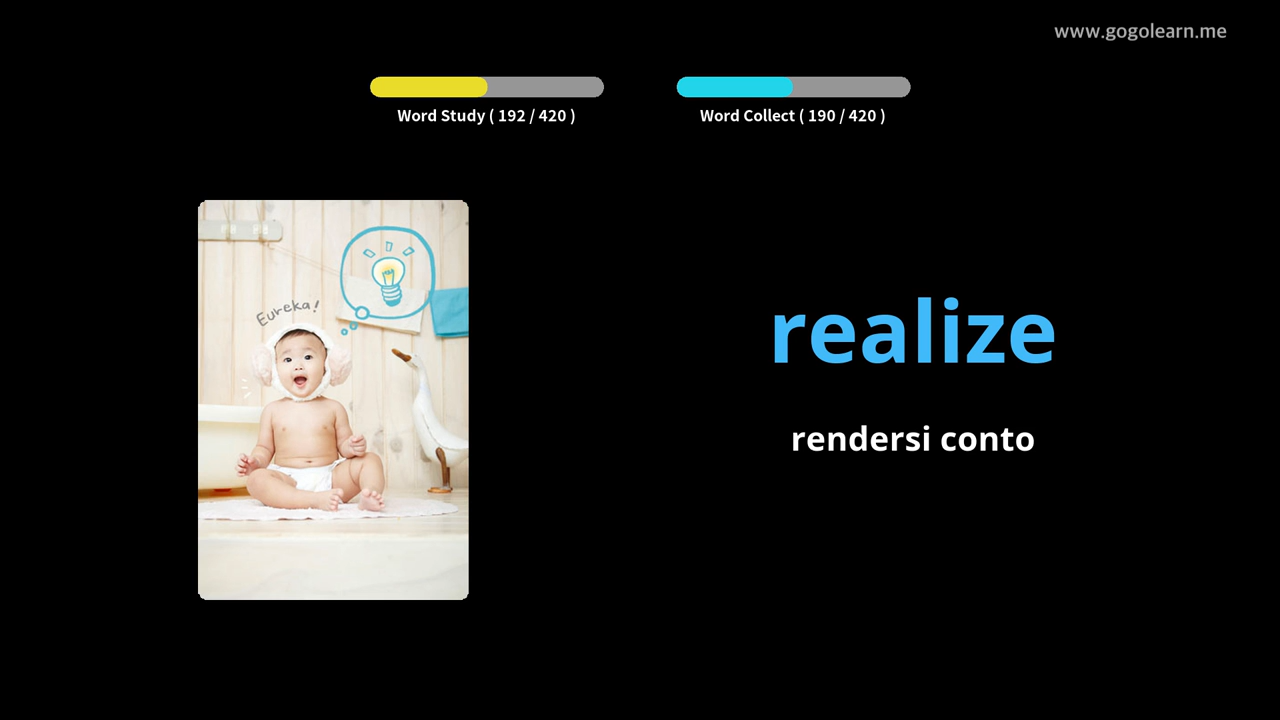 www.gogolearn.me
Word Study ( 192 / 420 )
Word Collect ( 190 / 420 )
Eureka!
realize
rendersi conto